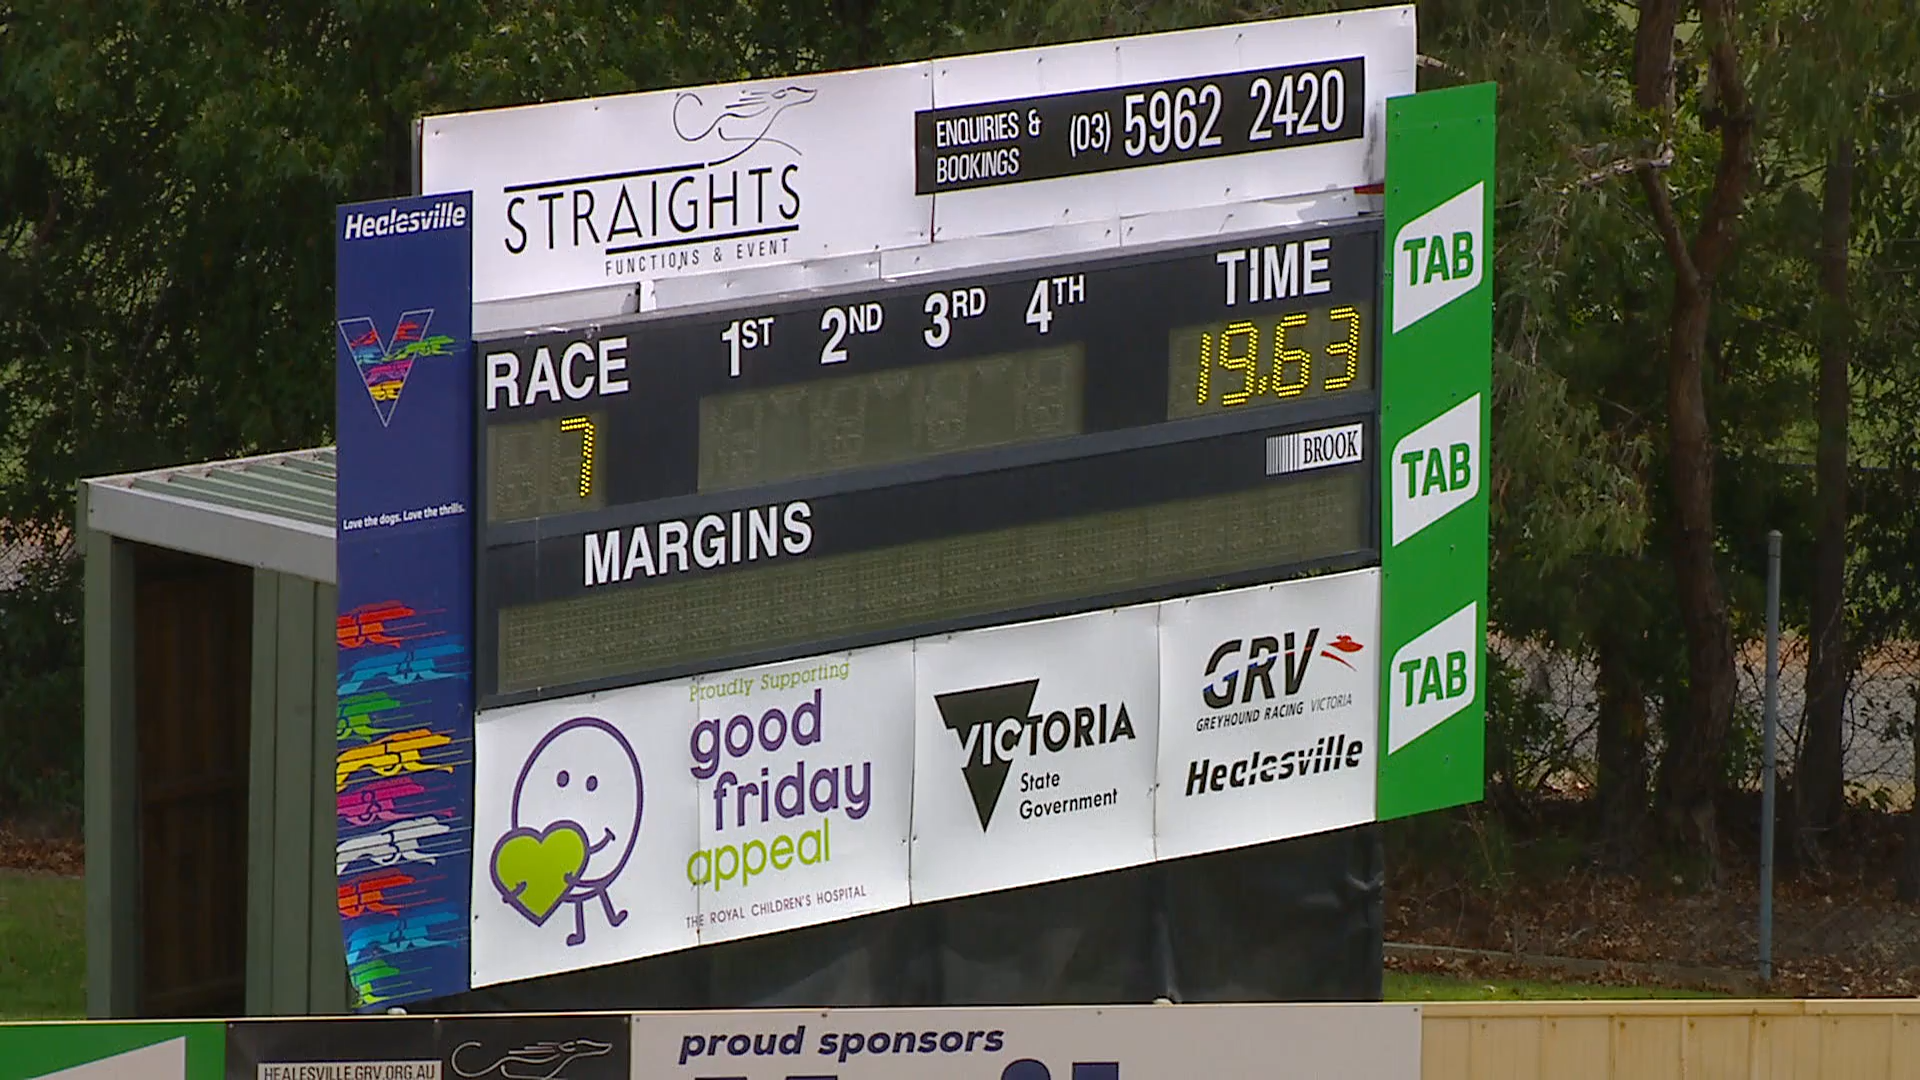 STRAIGHTS
FUNCTIONS & EVENT
ENQUIRIES & BOOKINGS (03) 5962 2420
Healesville
Love the dogs. Love the thrills.
RACE 1ST 2ND 3RD 4TH TIME
7 19.63
BROOK
MARGINS
TAB
TAB
TAB
Proudly Supporting
good
friday
appeal
THE ROYAL CHILDREN'S HOSPITAL
VICTORIA
State
Government
GRV
GREYHOUND RACING VICTORIA
Healesville
proud sponsors
HEALESVILLE.GRV.ORG.AU